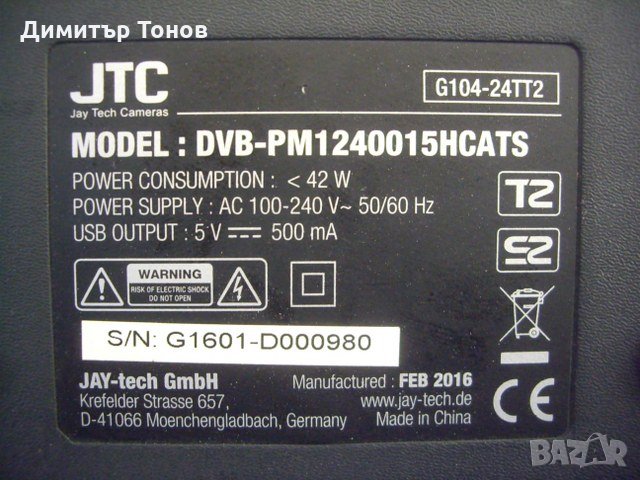 Димитър Тонов
JTC
Jay Tech Cameras
G104-24TT2
MODEL : DVB-PM1240015HCATS
POWER CONSUMPTION : < 42 W
POWER SUPPLY : AC 100-240 V~ 50/60 Hz
USB OUTPUT : 5 V 500 mA
T2
S2
WARNING
RISK OF ELECTRIC SHOCK
DO NOT OPEN
S/N: G1601-D000980
JAY-tech GmbH
Krefelder Strasse 657,
D-41066 Moenchengladbach, Germany
Manufactured : FEB 2016
www.jay-tech.de
Made in China
CE
BAZAR